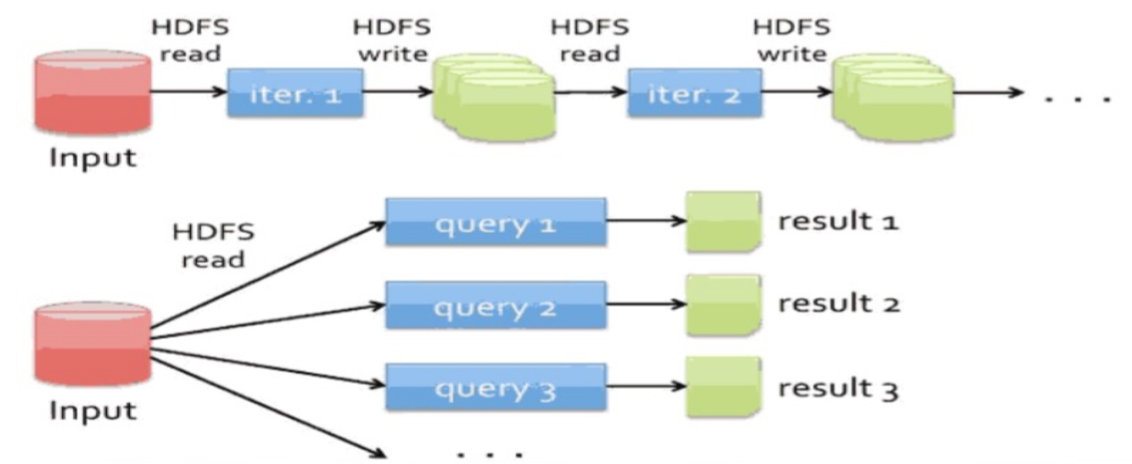 HDFS
read
HDFS
write
HDFS
read
HDFS
write
iter. 1
iter. 2
. . .
Input
HDFS
read
query 1
result 1
query 2
result 2
query 3
result 3
Input
. . .